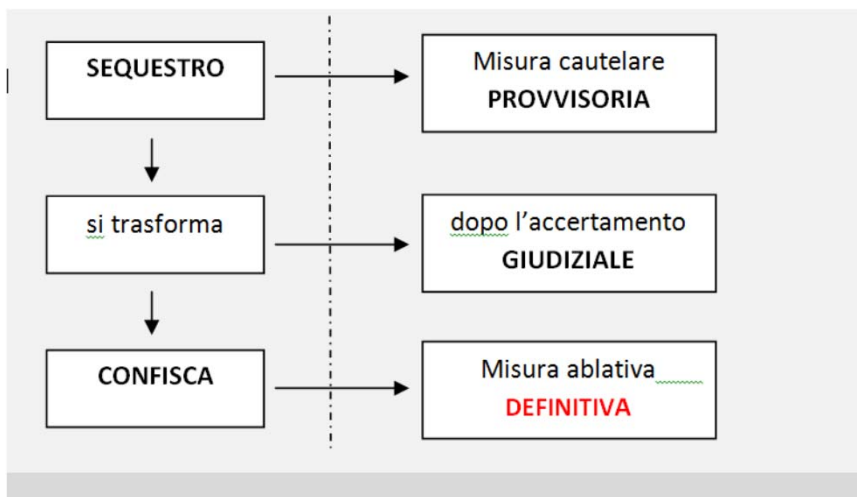 SEQUESTRO
Misura cautelare
PROVVISORIA
si trasforma
dopo l'accertamento
GIUDIZIALE
CONFISCA
Misura ablativa
DEFINITIVA